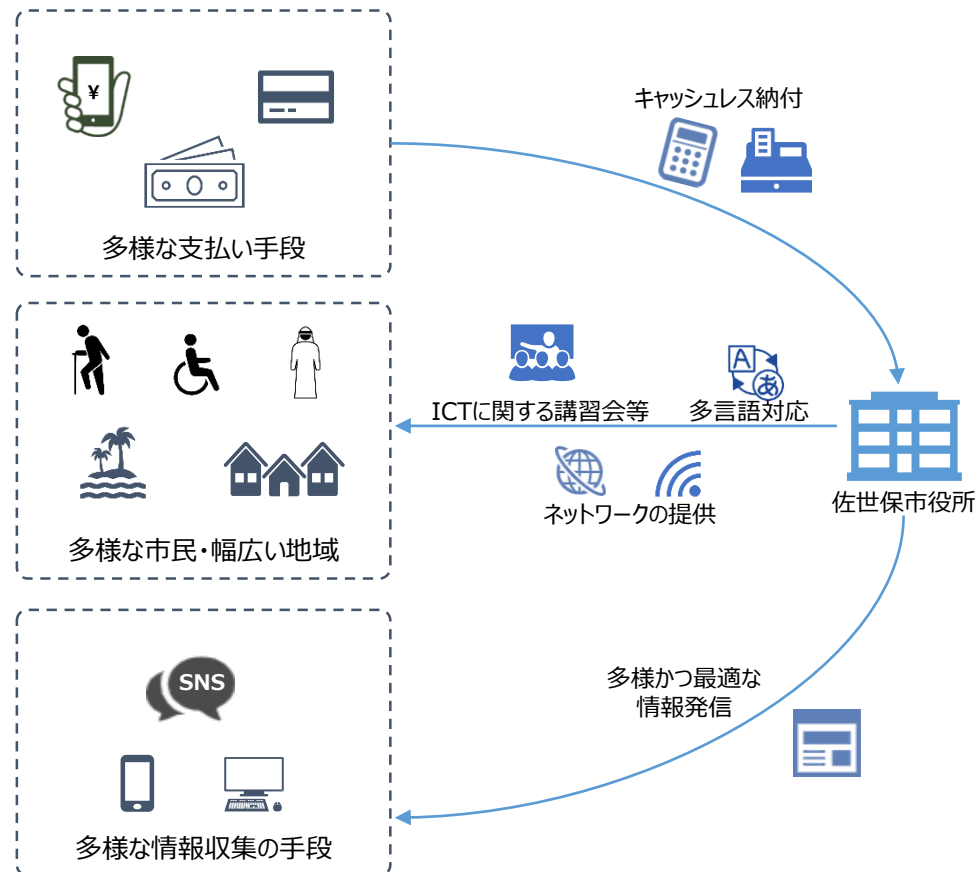 ¥
キャッシュレス納付
多様な支払い手段
ICTに関する講習会等
A
あ
多言語対応
ネットワークの提供
佐世保市役所
多様な市民・幅広い地域
SNS
多様かつ最適な
情報発信
多様な情報収集の手段